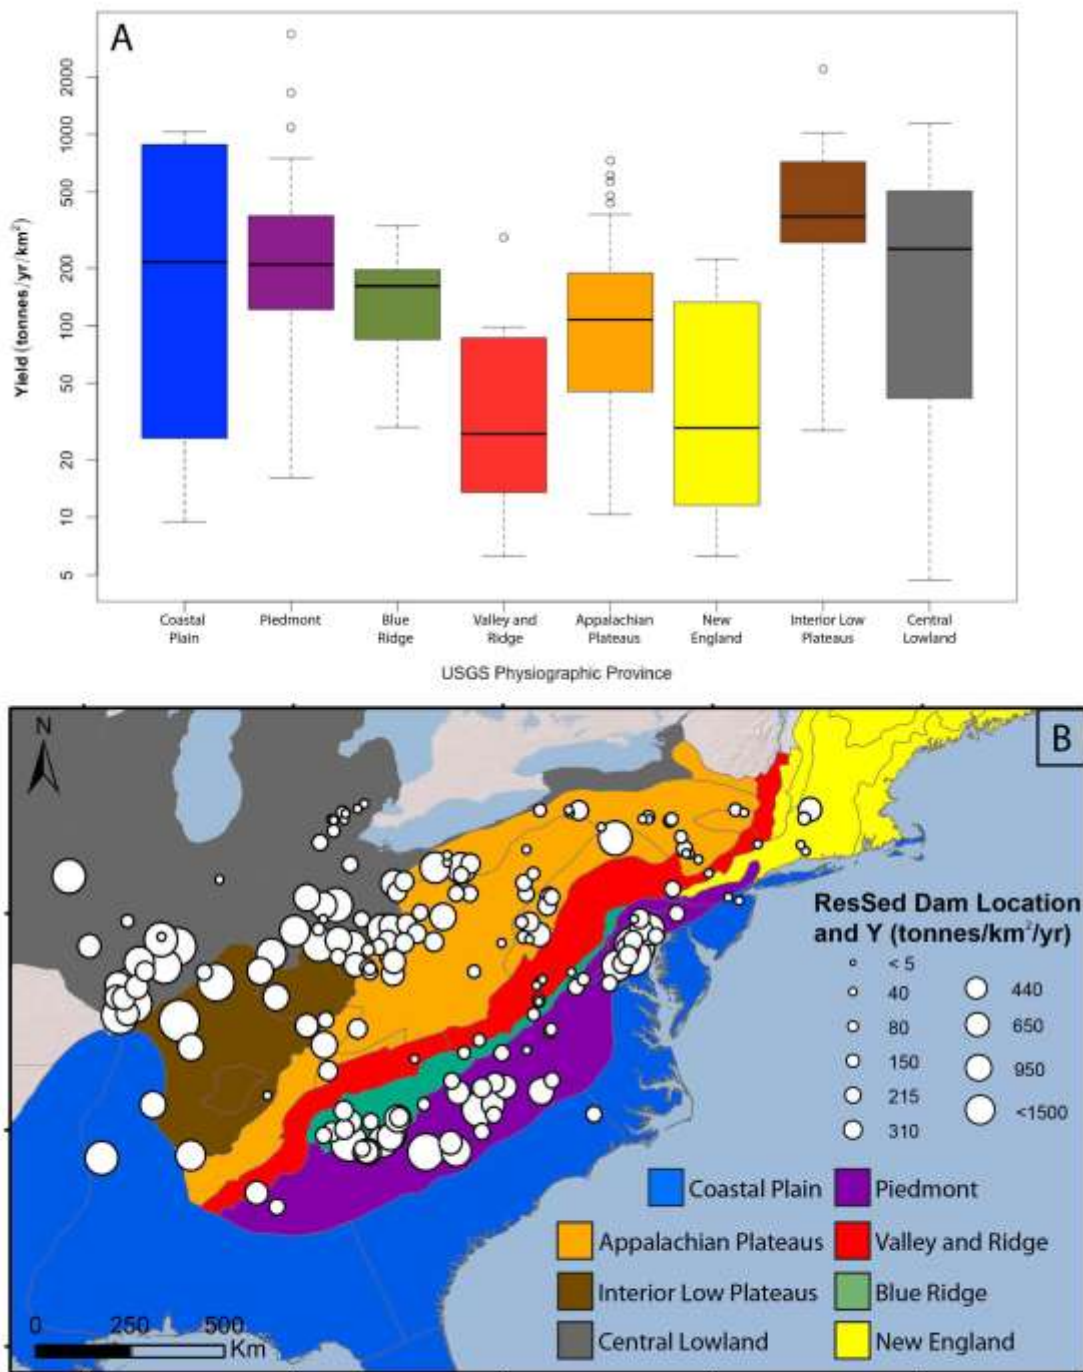 A
Yield (tonnes/yr/km²)
2000
1000
500
200
100
50
20
10
5
Coastal Plain
Piedmont
Blue Ridge
Valley and Ridge
Appalachian Plateaus
New England
Interior Low Plateaus
Central Lowland
USGS Physiographic Province
N
B
ResSed Dam Location
and Y (tonnes/km²/yr)
< 5
40
80
150
215
310
440
650
950
<1500
Coastal Plain
Piedmont
Appalachian Plateaus
Valley and Ridge
Interior Low Plateaus
Blue Ridge
Central Lowland
New England
0 250 500
Km